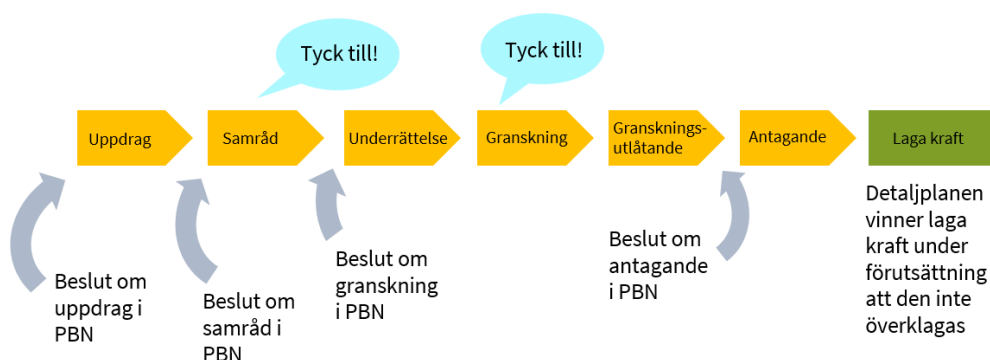 Tyck till!
Tyck till!
Uppdrag
Samråd
Underrättelse
Granskning
Gransknings-
utlåtande
Antagande
Laga kraft
Beslut om
uppdrag i
PBN
Beslut om
samråd i
PBN
Beslut om
granskning
i PBN
Beslut om
antagande
i PBN
Detaljplanen
vinner laga
kraft under
förutsättning
att den inte
överklagas